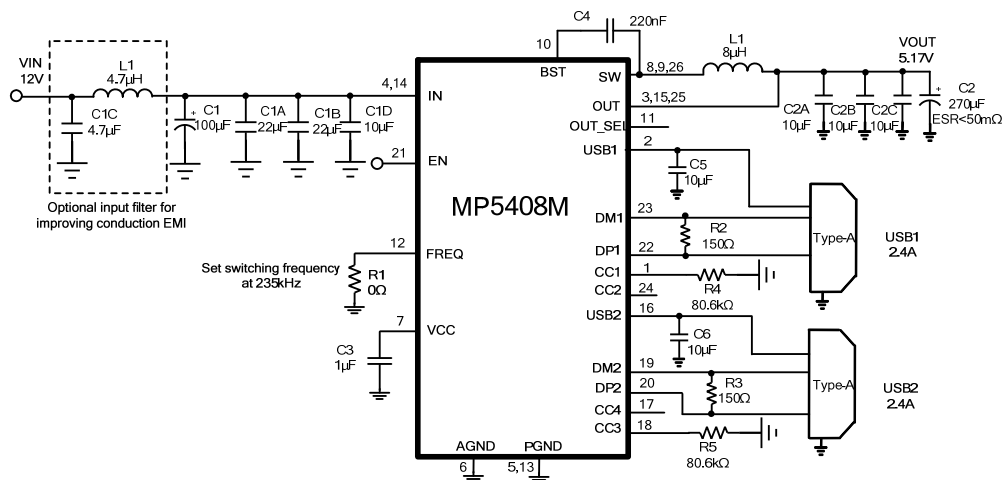 C4
220nF
10
BST
L1
8µH
VOUT
5.17V
SW
8,9,26
VIN
12V
L1
4.7µH
4,14
IN
C1C
4.7µF
+
C1
100µF
C1A
22µF
C1B
22µF
C1D
10µF
OUT
3,15,25
C2A
10µF
C2B
10µF
C2C
10µF
+
C2
270µF
ESR<50mΩ
OUT_SEL
11
21
EN
USB1
2
C5
10µF
Optional input filter for
improving conduction EMI
MP5408M
DM1
23
R2
150Ω
DP1
22
Type-A
USB1
2.4A
12
FREQ
Set switching frequency
at 235kHz
R1
0Ω
CC1
1
R4
80.6kΩ
CC2
24
USB2
16
7
VCC
C3
1µF
C6
10µF
DM2
19
DP2
20
R3
150Ω
Type-A
USB2
2.4A
CC4
17
CC3
18
R5
80.6kΩ
AGND
6
PGND
5,13